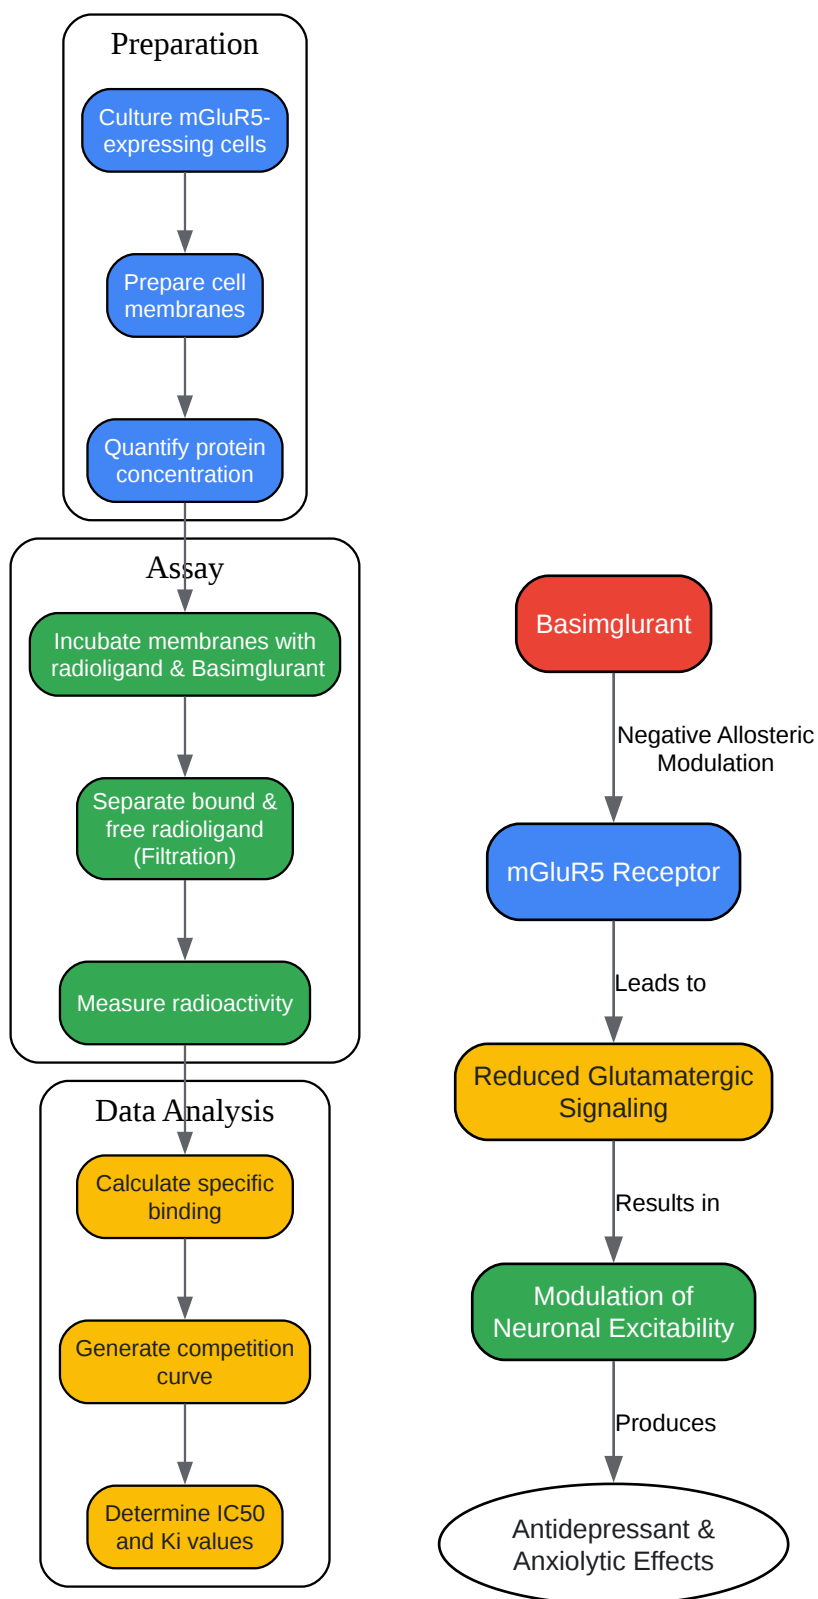 Preparation
Culture mGluR5-
expressing cells
Prepare cell
membranes
Quantify protein
concentration
Assay
Incubate membranes with
radioligand & Basimglurant
Separate bound &
free radioligand
(Filtration)
Measure radioactivity
Data Analysis
Calculate specific
binding
Generate competition
curve
Determine IC50
and Ki values
Basimglurant
Negative Allosteric
Modulation
mGluR5 Receptor
Leads to
Reduced Glutamatergic
Signaling
Results in
Modulation of
Neuronal Excitability
Produces
Antidepressant &
Anxiolytic Effects